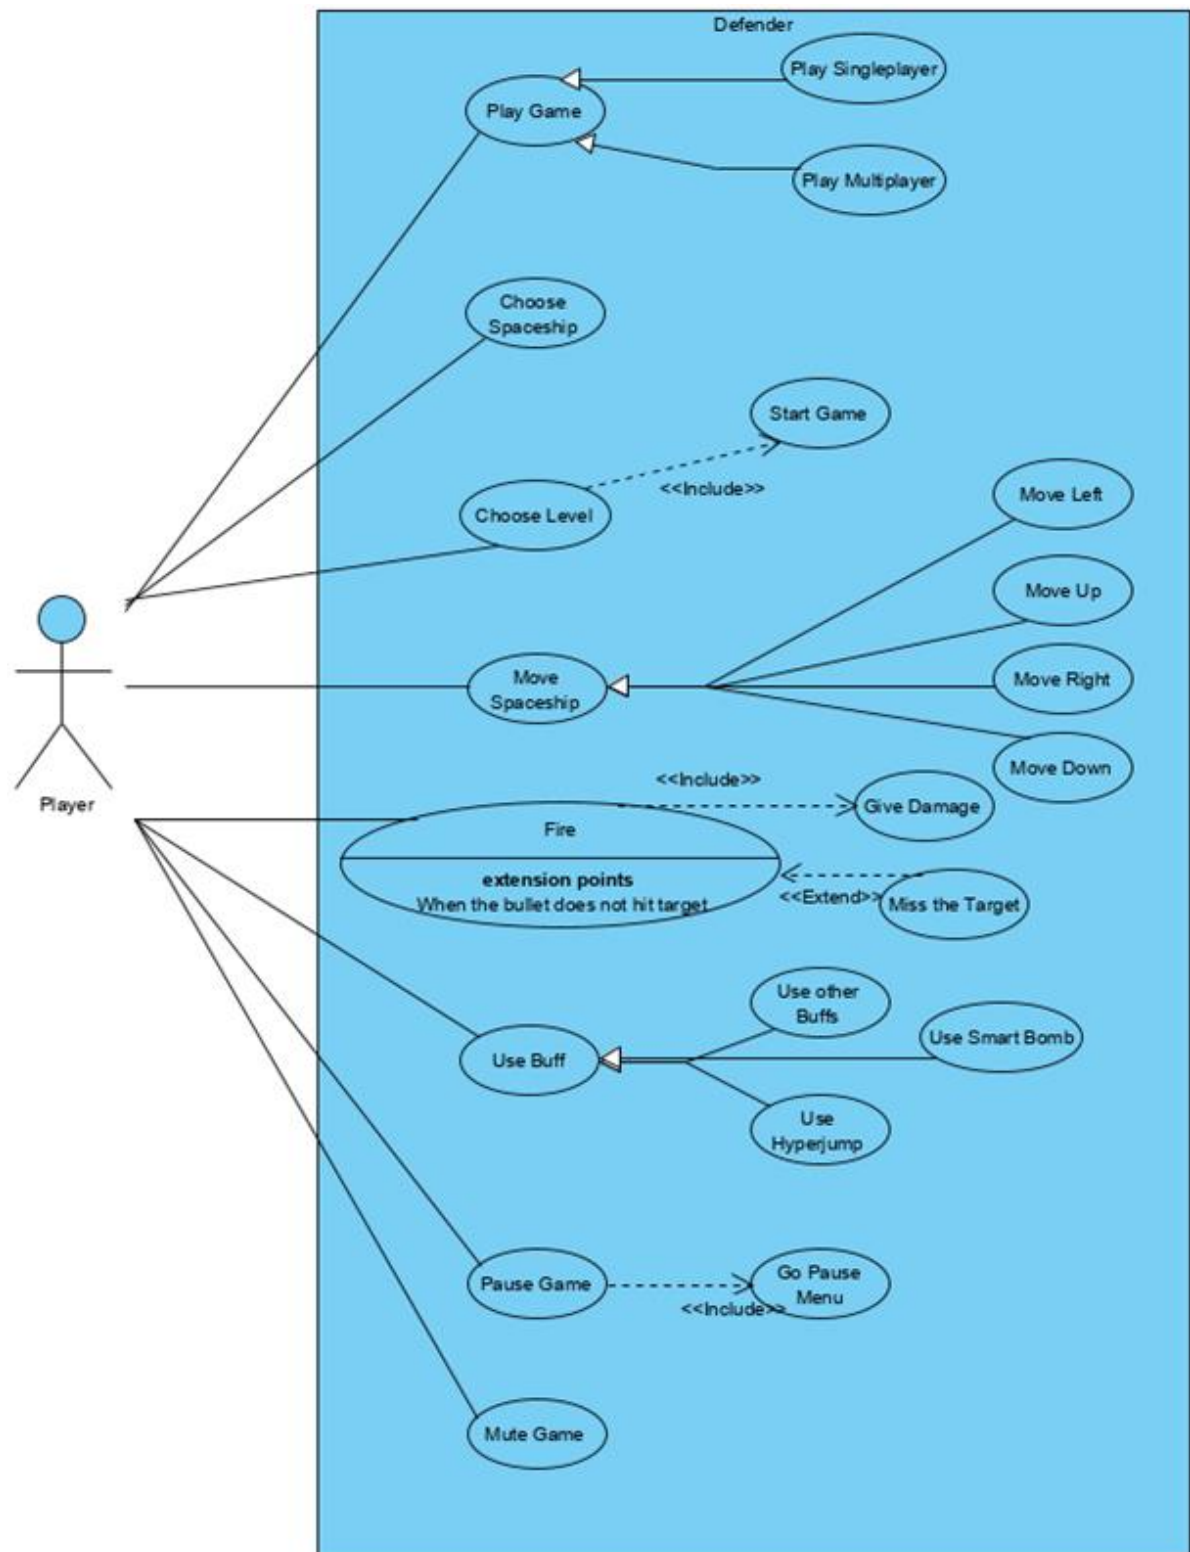 Defender
Play Singleplayer
Play Game
Play Multiplayer
Choose
Spaceship
Start Game
<<Include>>
Choose Level
Move Left
Move Up
Move
Spaceship
Move Right
Move Down
Player
<<Include>>
Give Damage
Fire
extension points
When the bullet does not hit target
<<Extend>>
Miss the Target
Use other
Buffs
Use Smart Bomb
Use Buff
Use
Hyperjump
Pause Game
Go Pause
Menu
<<Include>>
Mute Game